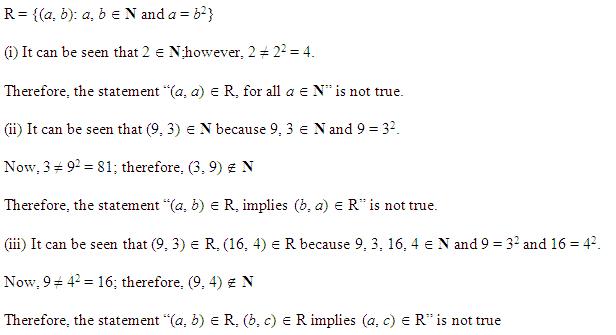 R = {(a, b): a, b ∈ N and a = b²}
(i) It can be seen that 2 ∈ N;however, 2 ≠ 2² = 4.
Therefore, the statement “(a, a) ∈ R, for all a ∈ N” is not true.
(ii) It can be seen that (9, 3) ∈ N because 9, 3 ∈ N and 9 = 3².
Now, 3 ≠ 9² = 81; therefore, (3, 9) ∉ N
Therefore, the statement “(a, b) ∈ R, implies (b, a) ∈ R” is not true.
(iii) It can be seen that (9, 3) ∈ R, (16, 4) ∈ R because 9, 3, 16, 4 ∈ N and 9 = 3² and 16 = 4².
Now, 9 ≠ 4² = 16; therefore, (9, 4) ∉ N
Therefore, the statement “(a, b) ∈ R, (b, c) ∈ R implies (a, c) ∈ R” is not true